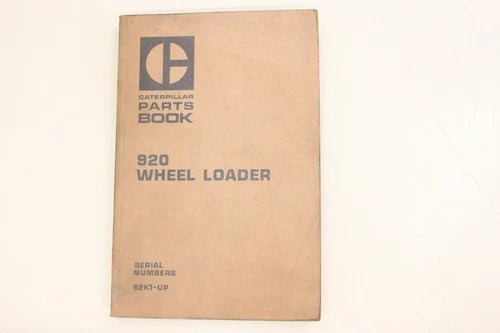 CATERPILLAR
PARTS
BOOK
920
WHEEL LOADER
SERIAL
NUMBERS
62K1-UP